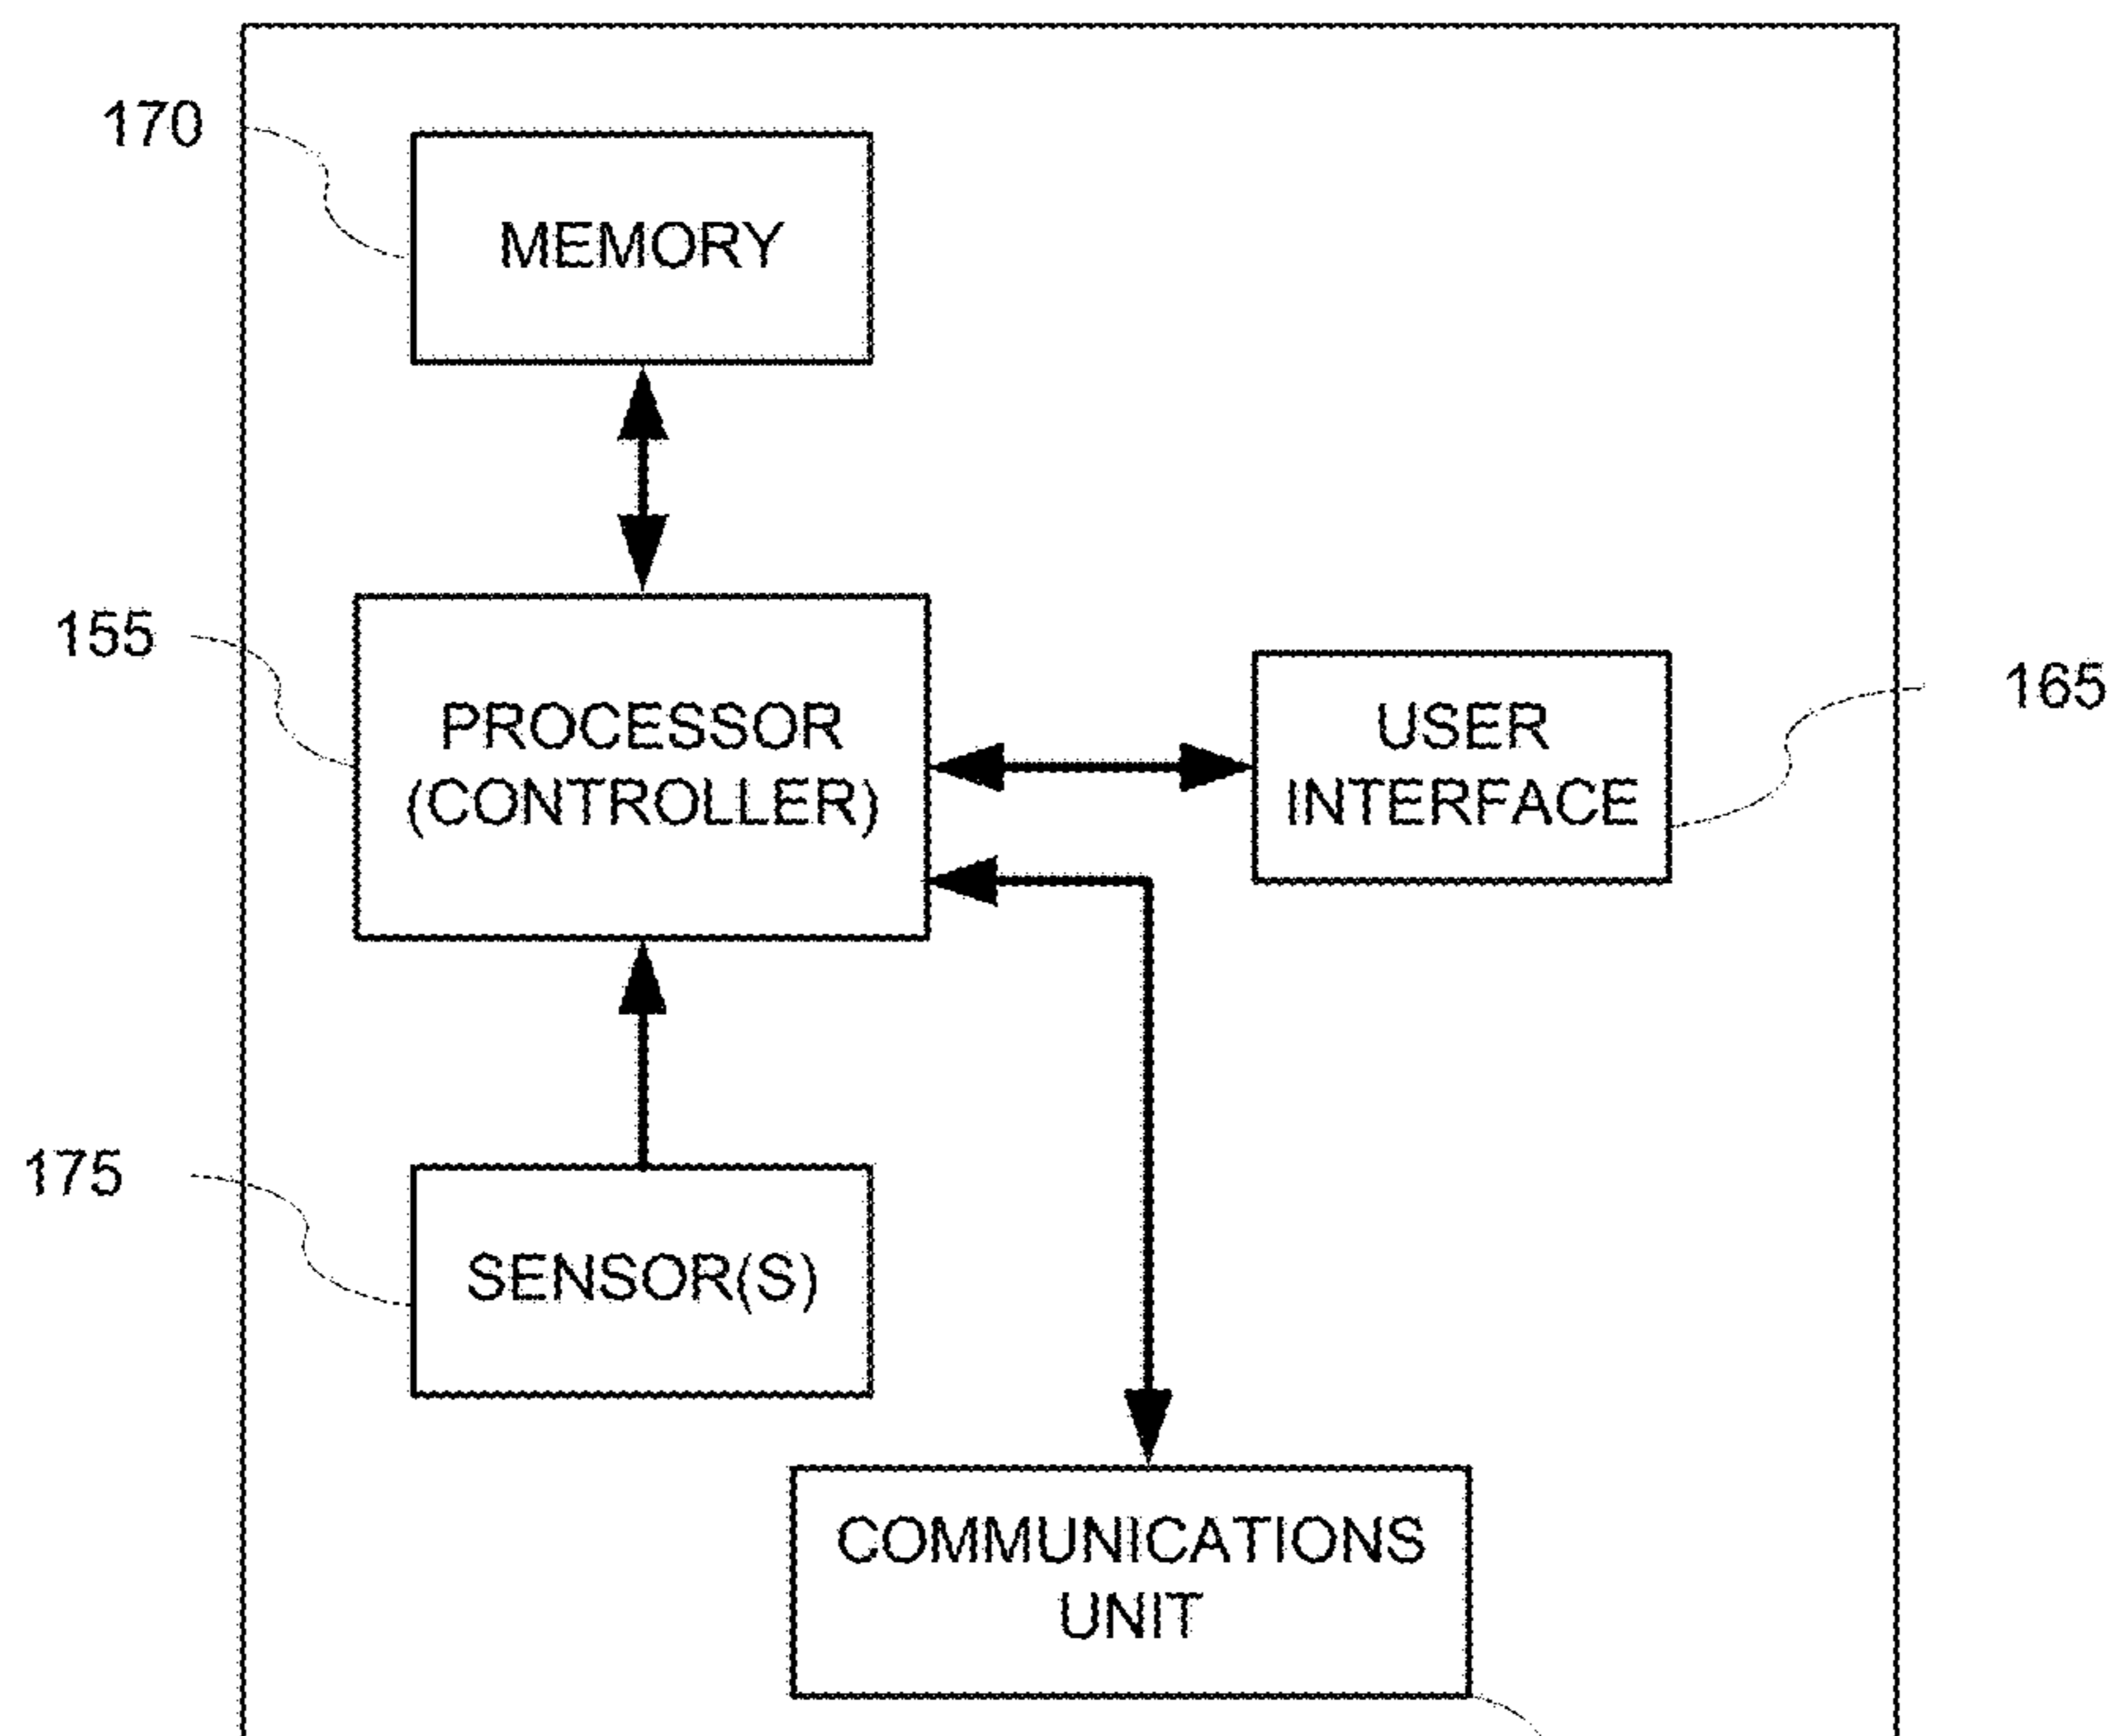 170
MEMORY
155
PROCESSOR
(CONTROLLER)
USER
INTERFACE
165
175
SENSOR(S)
COMMUNICATIONS
UNIT